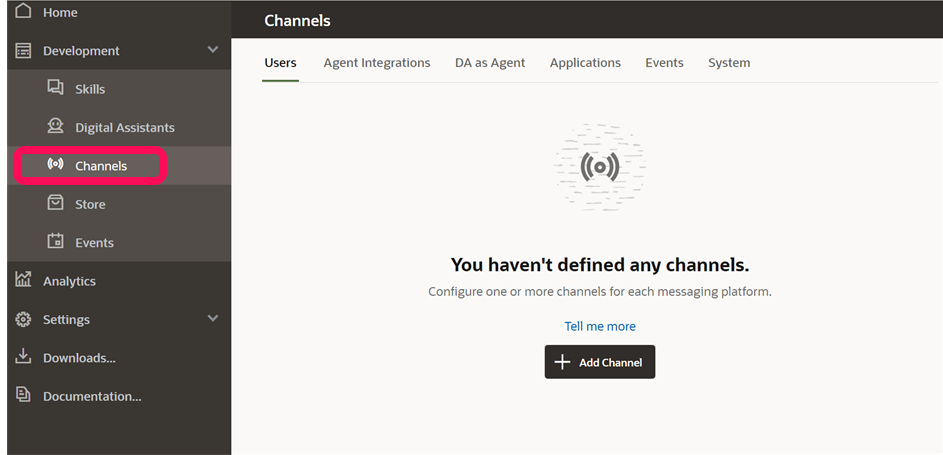 Home
Development
Skills
Digital Assistants
Channels
Store
Events
Analytics
Settings
Downloads...
Documentation...
Channels
Users
Agent Integrations
DA as Agent
Applications
Events
System
You haven't defined any channels.
Configure one or more channels for each messaging platform.
Tell me more
Add Channel